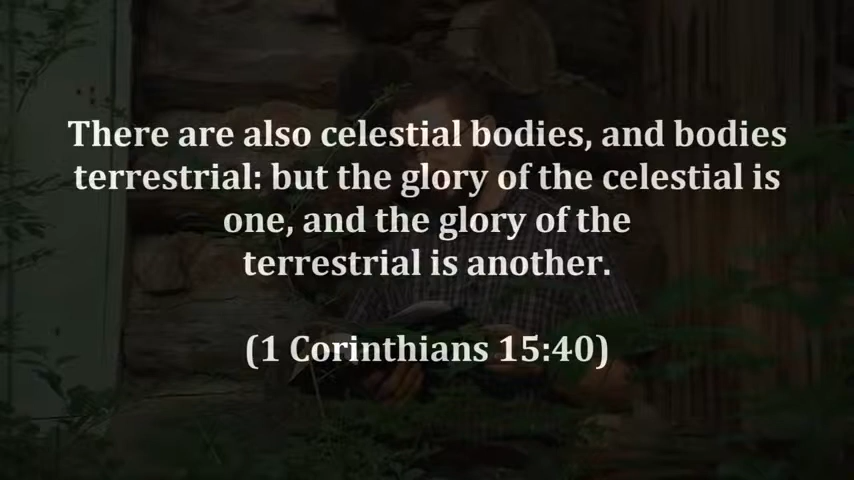 There are also celestial bodies, and bodies
terrestrial: but the glory of the celestial is
one, and the glory of the
terrestrial is another.
(1 Corinthians 15:40)